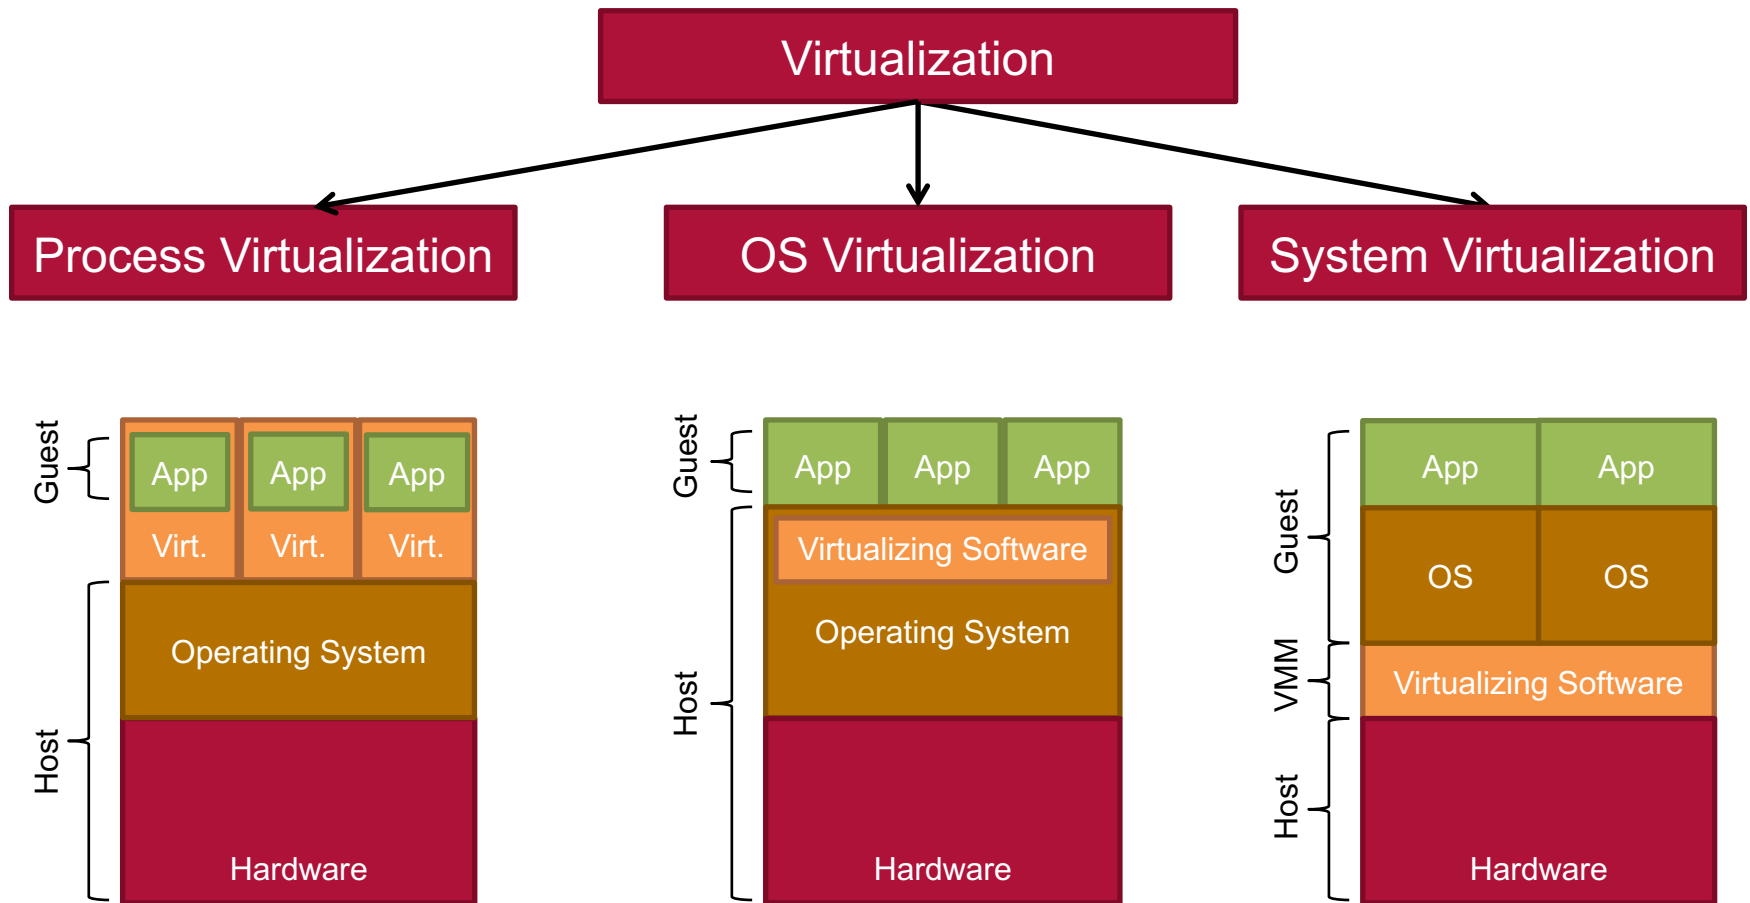 Virtualization
Process Virtualization
OS Virtualization
System Virtualization
Guest
App
App
App
Virt.
Virt.
Virt.
Operating System
Host
Hardware
Guest
App
App
App
Virtualizing Software
Operating System
Host
Hardware
Guest
App
App
OS
OS
VMM
Virtualizing Software
Host
Hardware